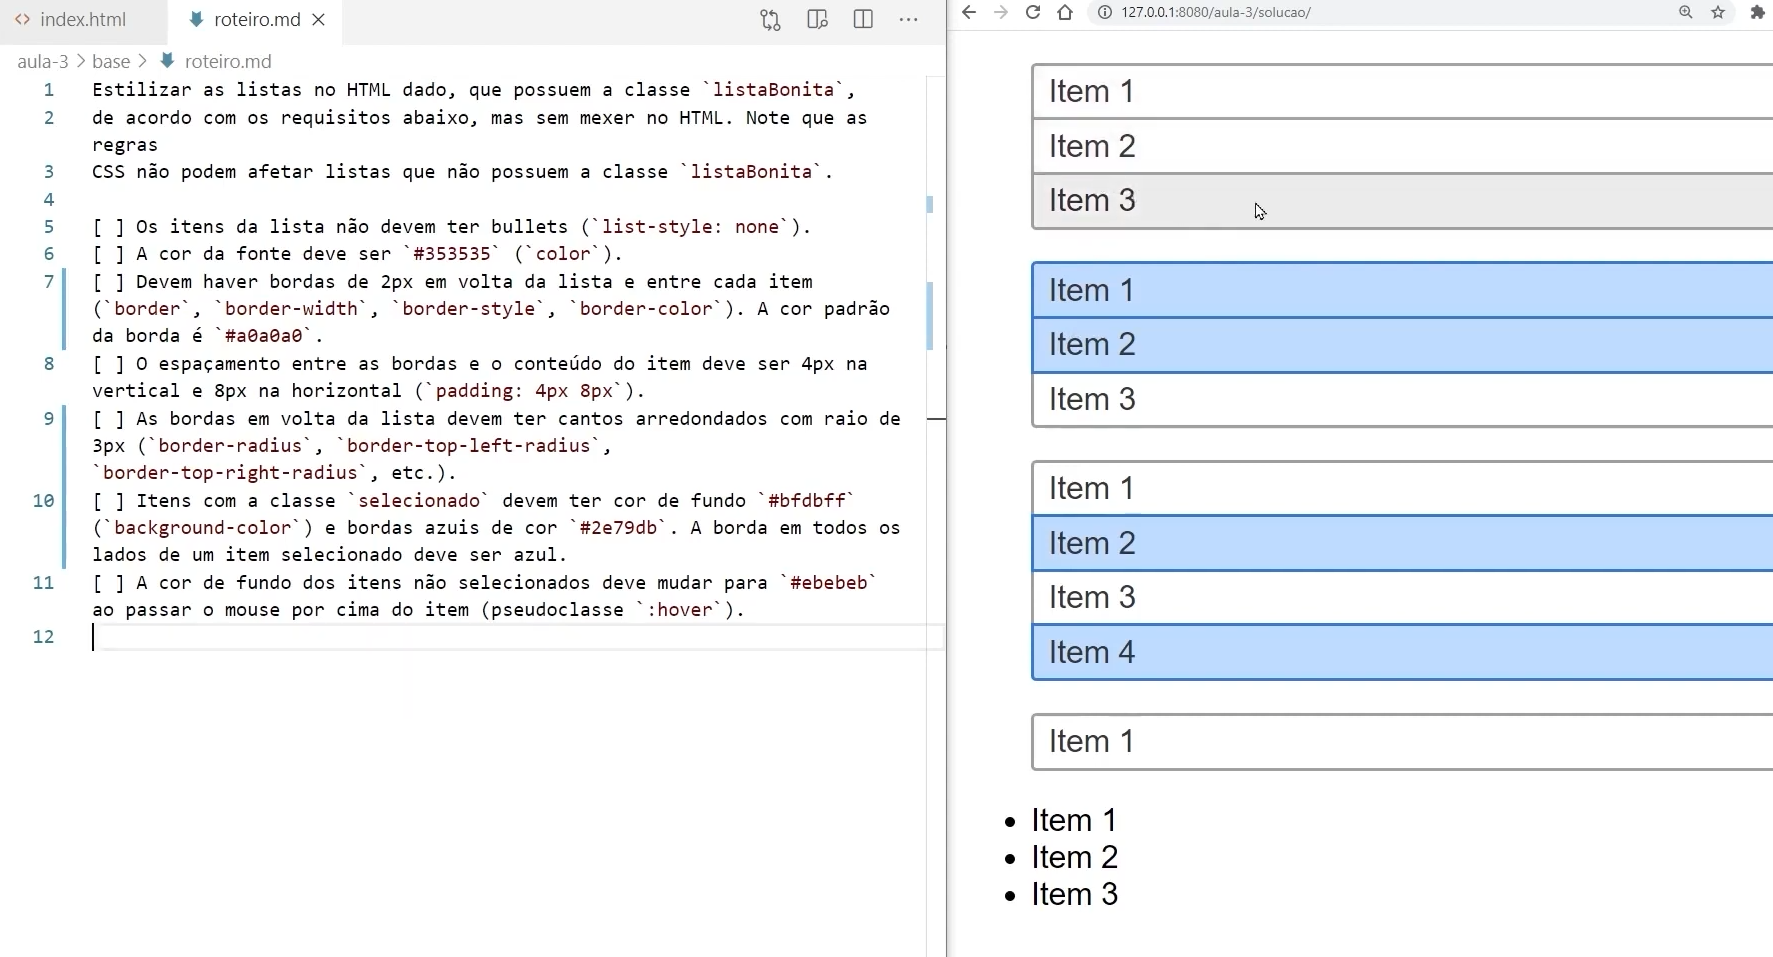 index.html
roteiro.md
127.0.0.1:8080/aula-3/solucao/
aula-3 > base > roteiro.md
1 Estilizar as listas no HTML dado, que possuem a classe `listaBonita`,
2 de acordo com os requisitos abaixo, mas sem mexer no HTML. Note que as
regras
3 CSS não podem afetar listas que não possuem a classe `listaBonita`.
4
5 [ ] Os itens da lista não devem ter bullets (`list-style: none`).
6 [ ] A cor da fonte deve ser `#353535` (`color`).
7 [ ] Devem haver bordas de 2px em volta da lista e entre cada item
(`border`, `border-width`, `border-style`, `border-color`). A cor padrão
da borda é `#a0a0a0`.
8 [ ] O espaçamento entre as bordas e o conteúdo do item deve ser 4px na
vertical e 8px na horizontal (`padding: 4px 8px`).
9 [ ] As bordas em volta da lista devem ter cantos arredondados com raio de
3px (`border-radius`, `border-top-left-radius`,
`border-top-right-radius`, etc.).
10 [ ] Itens com a classe `selecionado` devem ter cor de fundo `#bfdbff`
(`background-color`) e bordas azuis de cor `#2e79db`. A borda em todos os
lados de um item selecionado deve ser azul.
11 [ ] A cor de fundo dos itens não selecionados deve mudar para `#ebebeb`
ao passar o mouse por cima do item (pseudoclasse `:hover`).
12
Item 1
Item 2
Item 3
Item 1
Item 2
Item 3
Item 1
Item 2
Item 3
Item 4
Item 1
• Item 1
• Item 2
• Item 3